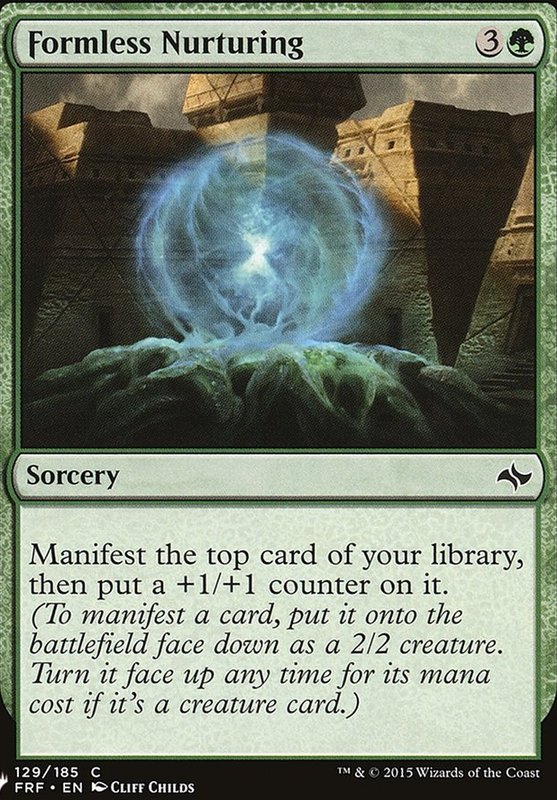 Formless Nurturing 3
Sorcery
Manifest the top card of your library,
then put a +1/+1 counter on it.
(To manifest a card, put it onto the
battlefield face down as a 2/2 creature.
Turn it face up any time for its mana
cost if it's a creature card.)
129/185 C
FRF • EN Cliff Childs
™ & © 2015 Wizards of the Coast